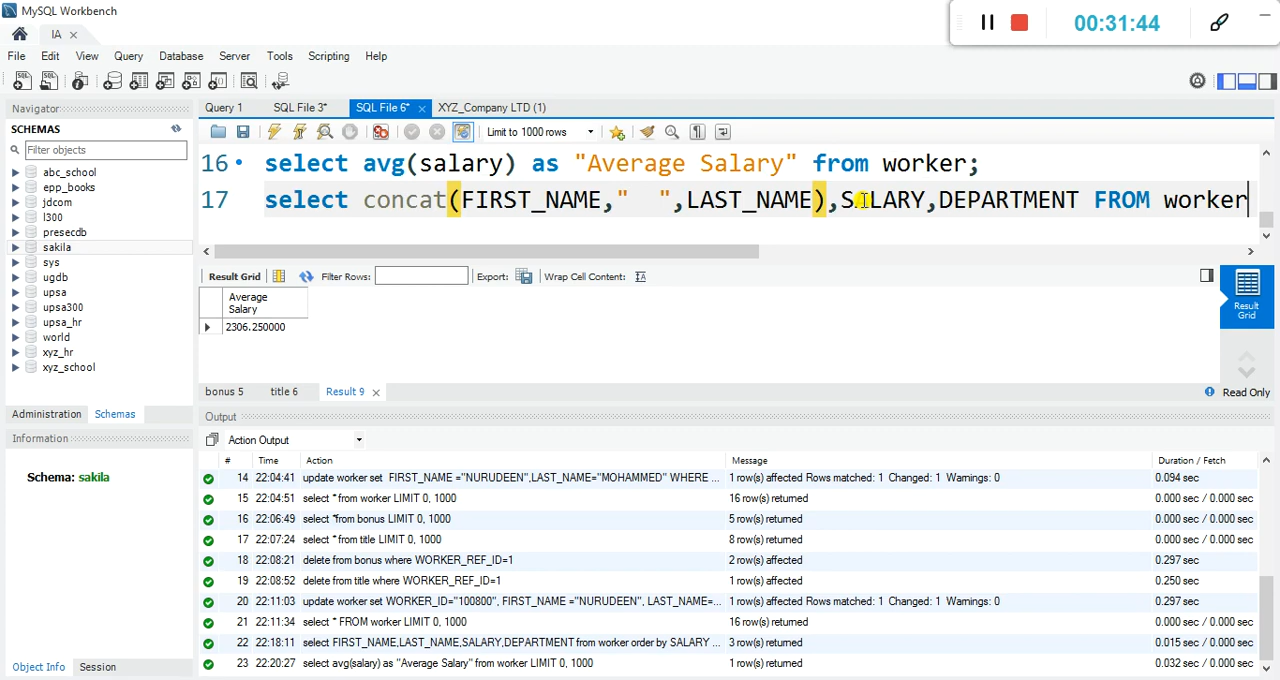 MySQL Workbench
00:31:44
IA
File Edit View Query Database Server Tools Scripting Help
Navigator
SCHEMAS
Filter objects
abc_school
epp_books
jdcom
l300
presecdb
sakila
sys
ugdb
upsa
upsa300
upsa_hr
world
xyz_hr
xyz_school
Administration Schemas
Information
Schema: sakila
Object Info Session
Query 1 SQL File 3* SQL File 6* XYZ_Company LTD (1)
Limit to 1000 rows
16 select avg(salary) as "Average Salary" from worker;
17 select concat(FIRST_NAME,"  ",LAST_NAME),SALARY,DEPARTMENT FROM worker
Result Grid Filter Rows: Export: Wrap Cell Content:
Average
Salary
2306.250000
Result
Grid
bonus 5 title 6 Result 9 Read Only
Output
Action Output
# Time Action Message Duration / Fetch
14 22:04:41 update worker set  FIRST_NAME ="NURUDEEN",LAST_NAME="MOHAMMED" WHERE ... 1 row(s) affected Rows matched: 1  Changed: 1  Warnings: 0 0.094 sec
15 22:04:51 select * from worker LIMIT 0, 1000 16 row(s) returned 0.000 sec / 0.000 sec
16 22:06:49 select *from bonus LIMIT 0, 1000 5 row(s) returned 0.000 sec / 0.000 sec
17 22:07:24 select * from title LIMIT 0, 1000 8 row(s) returned 0.000 sec / 0.000 sec
18 22:08:21 delete from bonus where WORKER_REF_ID=1 2 row(s) affected 0.297 sec
19 22:08:52 delete from title where WORKER_REF_ID=1 1 row(s) affected 0.250 sec
20 22:11:03 update worker set WORKER_ID="100800", FIRST_NAME ="NURUDEEN", LAST_NAME=... 1 row(s) affected Rows matched: 1  Changed: 1  Warnings: 0 0.297 sec
21 22:11:34 select * FROM worker LIMIT 0, 1000 16 row(s) returned 0.000 sec / 0.000 sec
22 22:18:11 select FIRST_NAME,LAST_NAME,SALARY,DEPARTMENT from worker order by SALARY ... 3 row(s) returned 0.015 sec / 0.000 sec
23 22:20:27 select avg(salary) as "Average Salary" from worker LIMIT 0, 1000 1 row(s) returned 0.032 sec / 0.000 sec